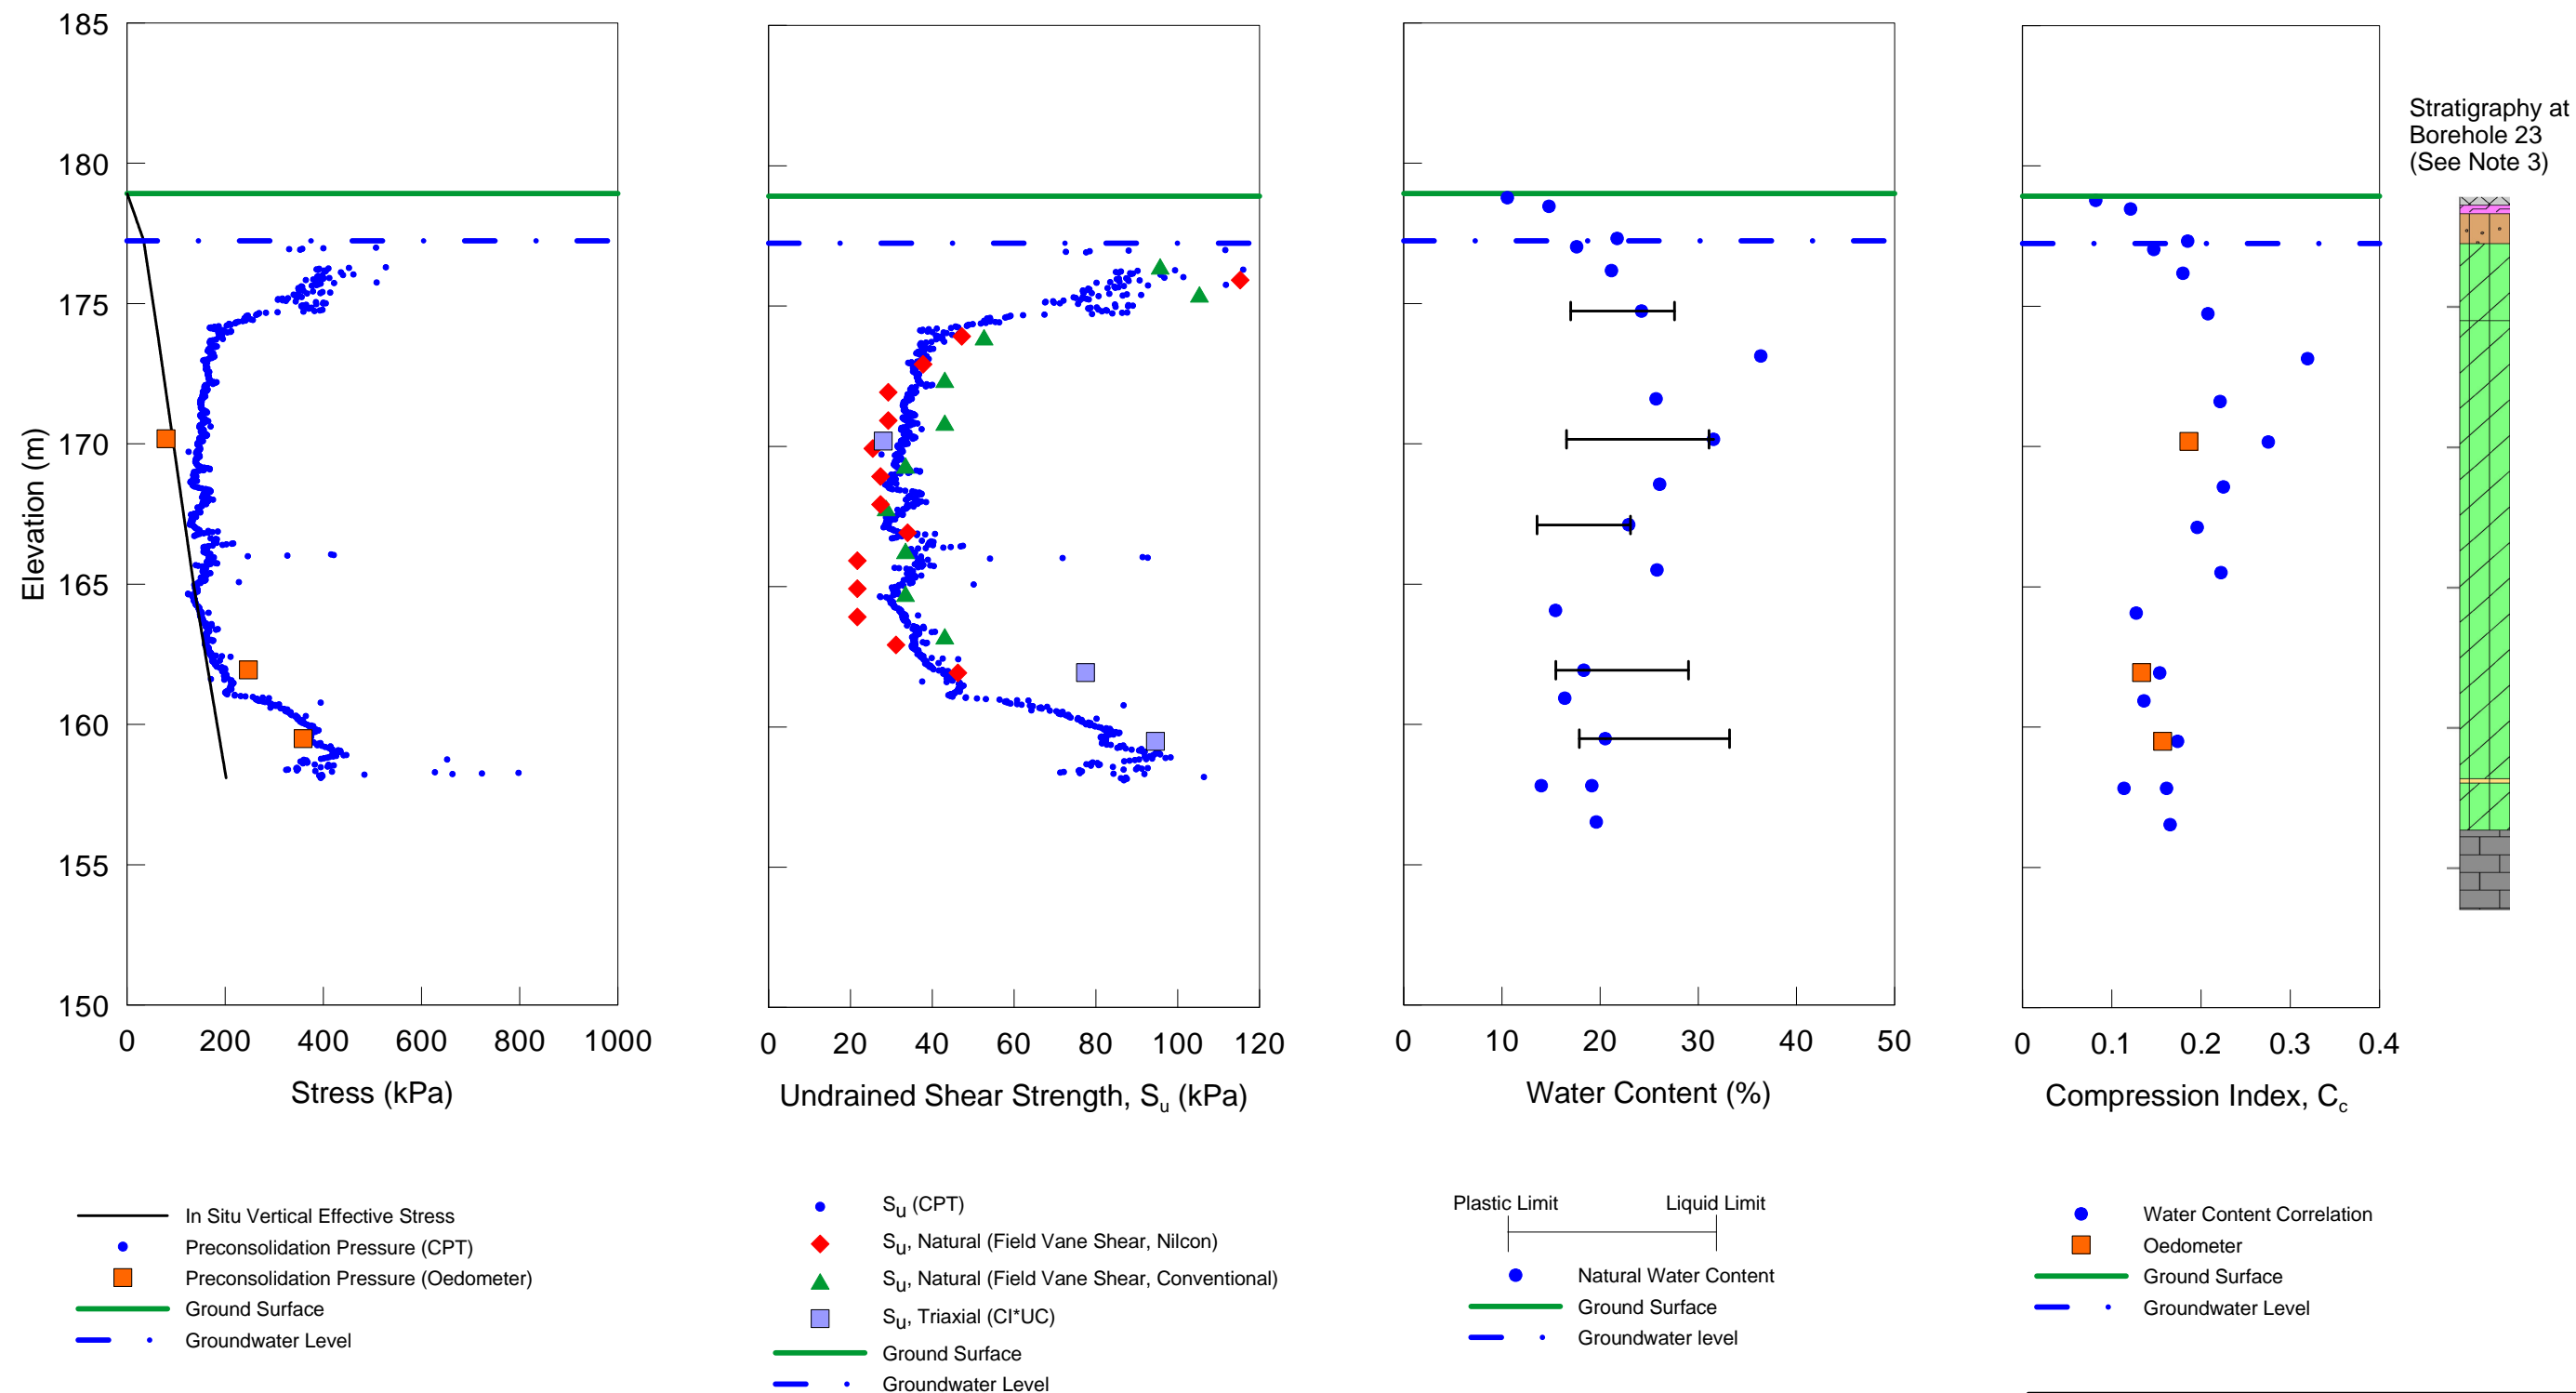 185
180
175
170
165
160
155
150
Elevation (m)
0 200 400 600 800 1000
Stress (kPa)
0 20 40 60 80 100 120
Undrained Shear Strength, Su (kPa)
0 10 20 30 40 50
Water Content (%)
0 0.1 0.2 0.3 0.4
Compression Index, Cc
Stratigraphy at
Borehole 23
(See Note 3)
In Situ Vertical Effective Stress
Preconsolidation Pressure (CPT)
Preconsolidation Pressure (Oedometer)
Ground Surface
Groundwater Level
Su (CPT)
Su, Natural (Field Vane Shear, Nilcon)
Su, Natural (Field Vane Shear, Conventional)
Su, Triaxial (CI*UC)
Ground Surface
Groundwater Level
Plastic Limit Liquid Limit
Natural Water Content
Ground Surface
Groundwater level
Water Content Correlation
Oedometer
Ground Surface
Groundwater Level